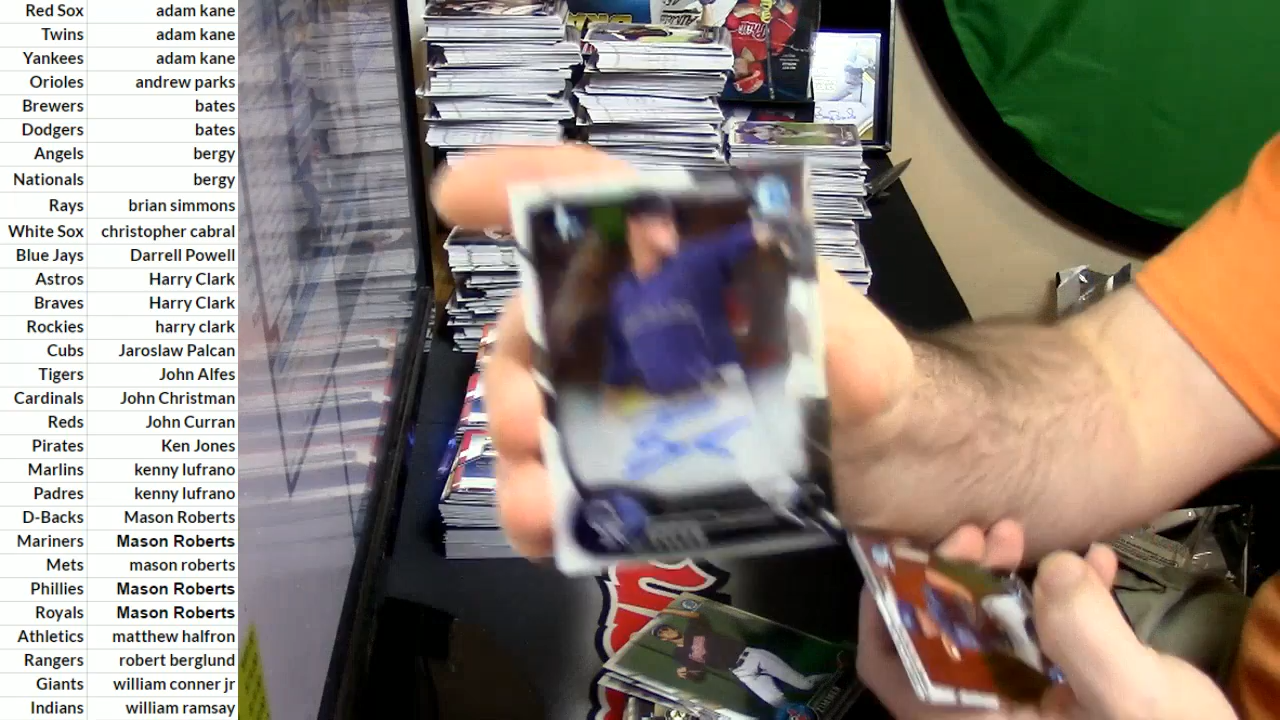 Red Sox adam kane
Twins adam kane
Yankees adam kane
Orioles andrew parks
Brewers bates
Dodgers bates
Angels bergy
Nationals bergy
Rays brian simmons
White Sox christopher cabral
Blue Jays Darrell Powell
Astros Harry Clark
Braves Harry Clark
Rockies harry clark
Cubs Jaroslaw Palcan
Tigers John Alfes
Cardinals John Christman
Reds John Curran
Pirates Ken Jones
Marlins kenny lufrano
Padres kenny lufrano
D-Backs Mason Roberts
Mariners Mason Roberts
Mets mason roberts
Phillies Mason Roberts
Royals Mason Roberts
Athletics matthew halfron
Rangers robert berglund
Giants william conner jr
Indians william ramsay